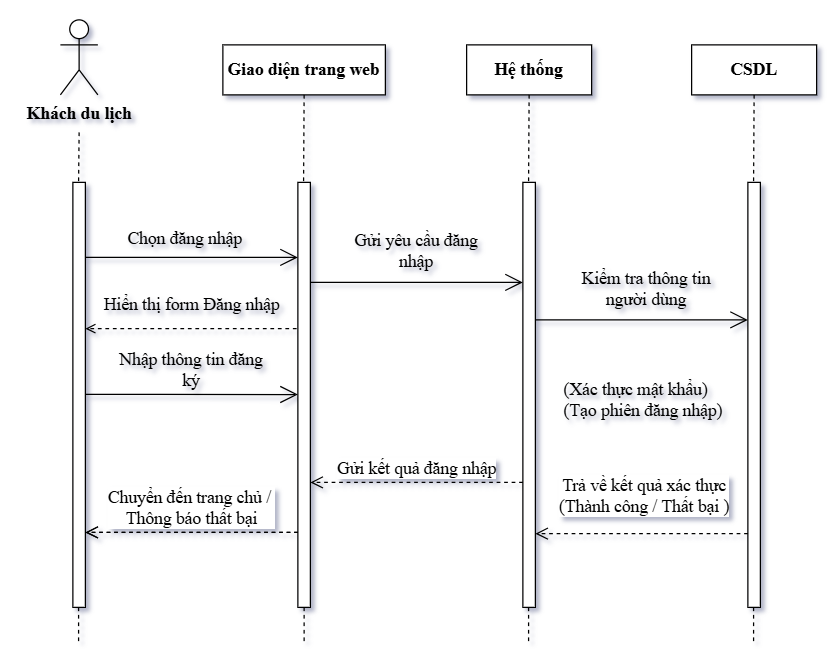 Khách du lịch
Giao diện trang web
Hệ thống
CSDL
Chọn đăng nhập
Gửi yêu cầu đăng
nhập
Kiểm tra thông tin
người dùng
Hiển thị form Đăng nhập
Nhập thông tin đăng
ký
(Xác thực mật khẩu)
(Tạo phiên đăng nhập)
Gửi kết quả đăng nhập
Trả về kết quả xác thực
(Thành công / Thất bại )
Chuyển đến trang chủ /
Thông báo thất bại